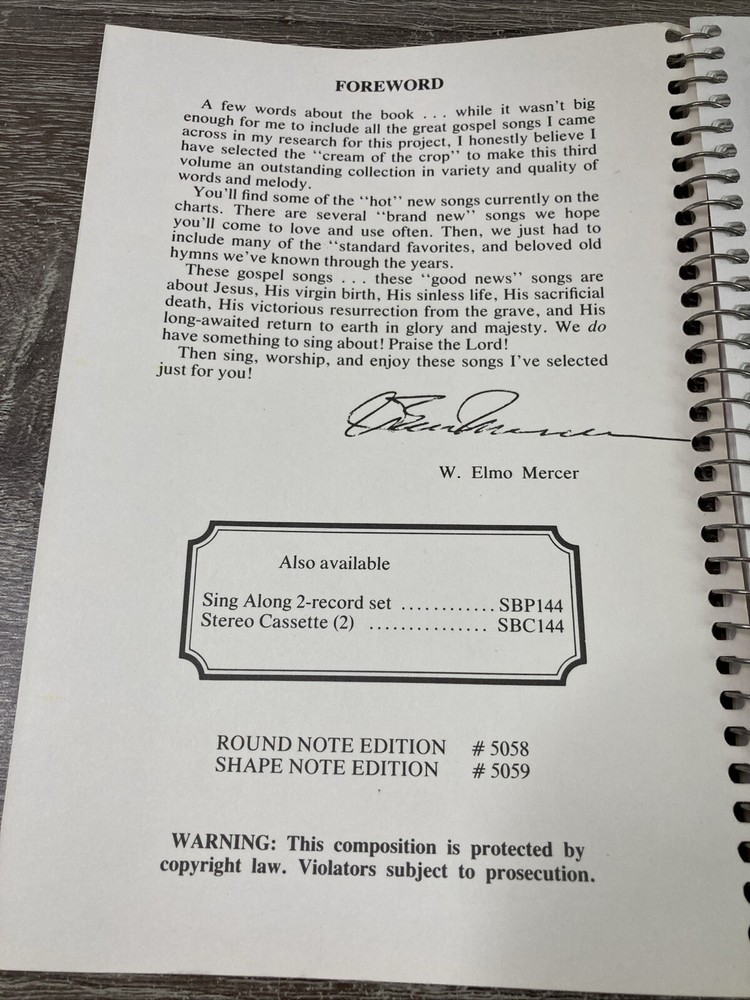 FOREWORD
A few words about the book . . . while it wasn't big
enough for me to include all the great gospel songs I came
across in my research for this project, I honestly believe I
have selected the "cream of the crop" to make this third
volume an outstanding collection in variety and quality of
words and melody.
You'll find some of the "hot" new songs currently on the
charts. There are several "brand new" songs we hope
you'll come to love and use often. Then, we just had to
include many of the "standard favorites, and beloved old
hymns we've known through the years.
These gospel songs . . . these "good news" songs are
about Jesus, His virgin birth, His sinless life, His sacrificial
death, His victorious resurrection from the grave, and His
long-awaited return to earth in glory and majesty. We do
have something to sing about! Praise the Lord!
Then sing, worship, and enjoy these songs I've selected
just for you!
W. Elmo Mercer
Also available
Sing Along 2-record set ............ SBP144
Stereo Cassette (2) ............... SBC144
ROUND NOTE EDITION # 5058
SHAPE NOTE EDITION # 5059
WARNING: This composition is protected by
copyright law. Violators subject to prosecution.